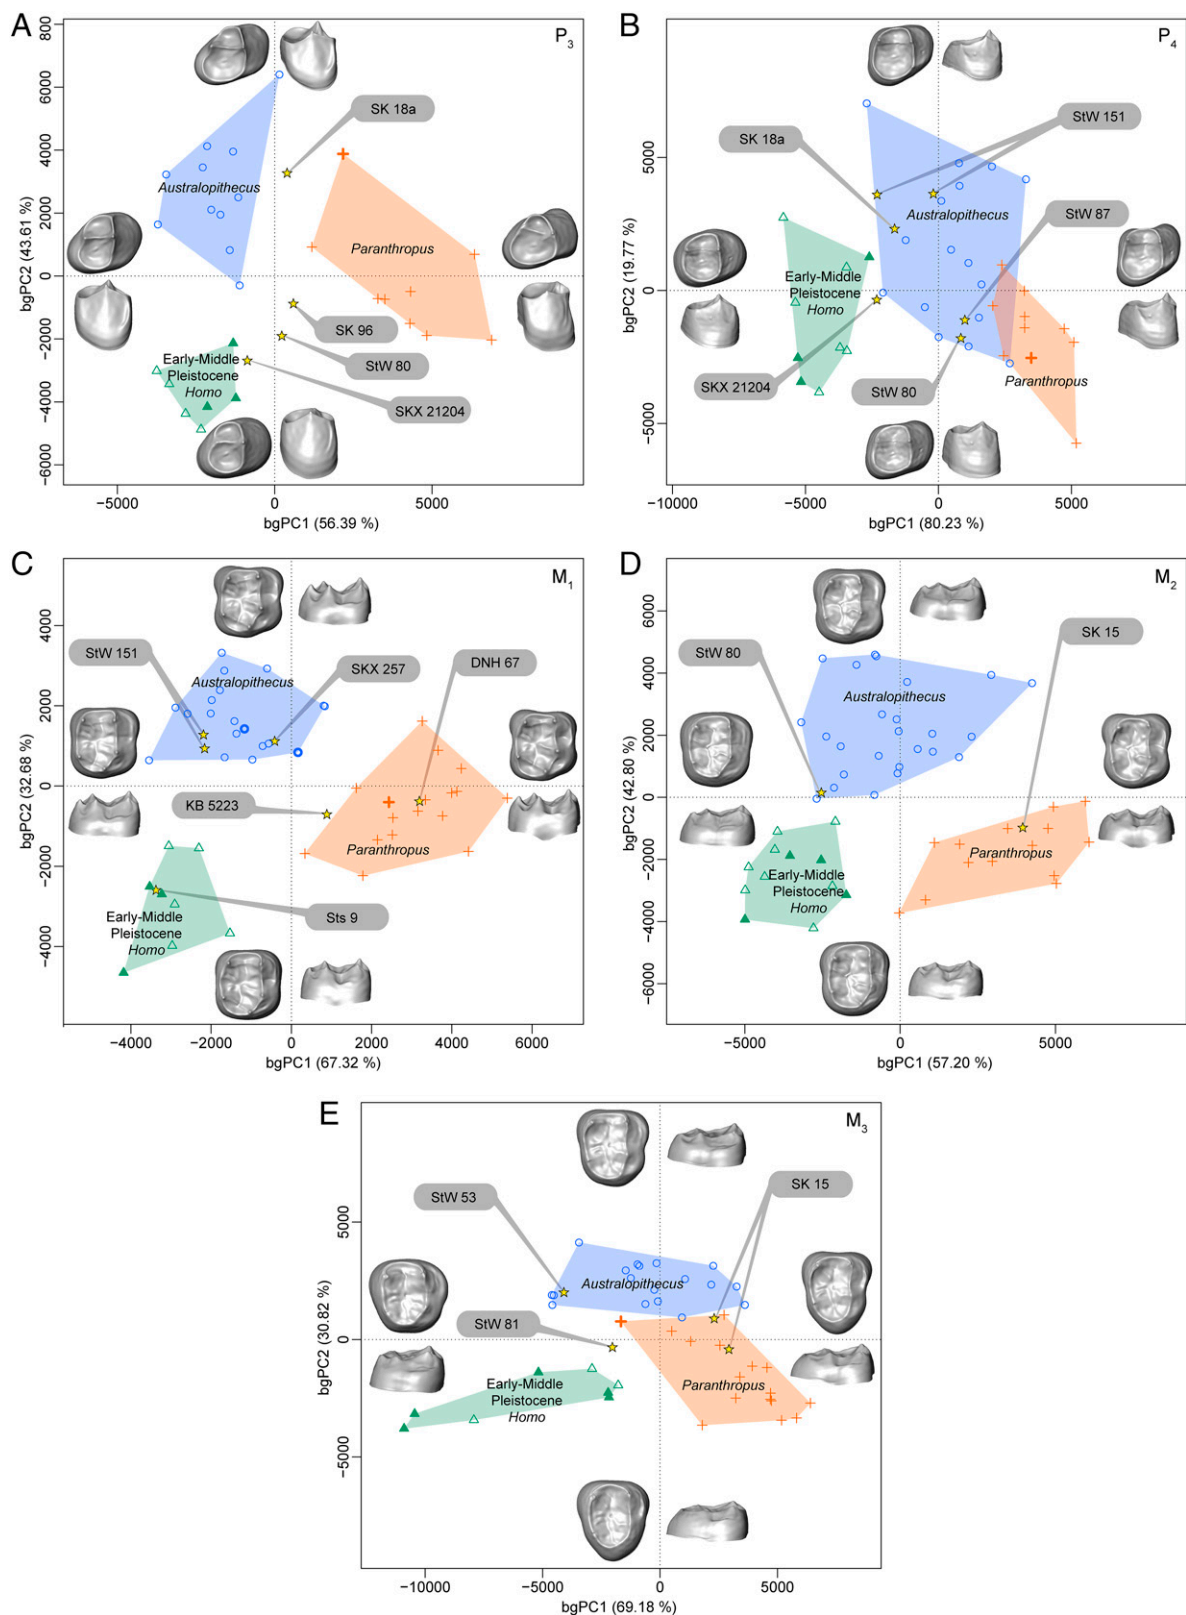 A
P3
8000
6000
4000
2000
0
−2000
−4000
−6000
bgPC2 (43.61 %)
SK 18a
Australopithecus
Paranthropus
SK 96
StW 80
SKX 21204
Early-Middle
Pleistocene
Homo
−5000
0
5000
bgPC1 (56.39 %)
B
P4
5000
0
−5000
bgPC2 (19.77 %)
StW 151
SK 18a
Australopithecus
StW 87
Early-Middle
Pleistocene
Homo
SKX 21204
StW 80
Paranthropus
−10000
−5000
0
5000
bgPC1 (80.23 %)
C
M1
4000
2000
0
−2000
−4000
bgPC2 (32.68 %)
StW 151
SKX 257
DNH 67
Australopithecus
KB 5223
Paranthropus
Sts 9
Early-Middle
Pleistocene
Homo
−4000
−2000
0
2000
4000
6000
bgPC1 (67.32 %)
D
M2
6000
4000
2000
0
−2000
−4000
−6000
bgPC2 (42.80 %)
SK 15
StW 80
Australopithecus
Paranthropus
Early-Middle
Pleistocene
Homo
−5000
0
5000
bgPC1 (57.20 %)
E
M3
5000
0
−5000
bgPC2 (30.82 %)
StW 53
SK 15
Australopithecus
StW 81
Early-Middle
Pleistocene
Homo
Paranthropus
−10000
−5000
0
5000
bgPC1 (69.18 %)